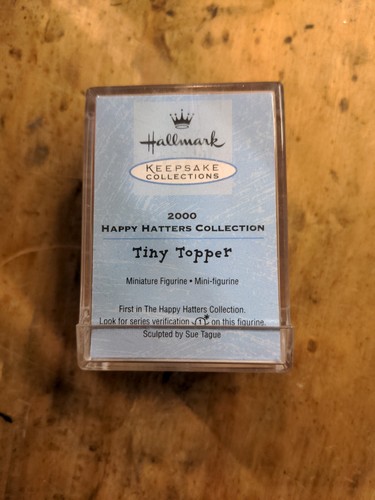 Hallmark
KEEPSAKE
COLLECTIONS
2000
HAPPY HATTERS COLLECTION
Tiny Topper
Miniature Figurine • Mini-figurine
First in The Happy Hatters Collection.
Look for series verification 1 * on this figurine.
Sculpted by Sue Tague